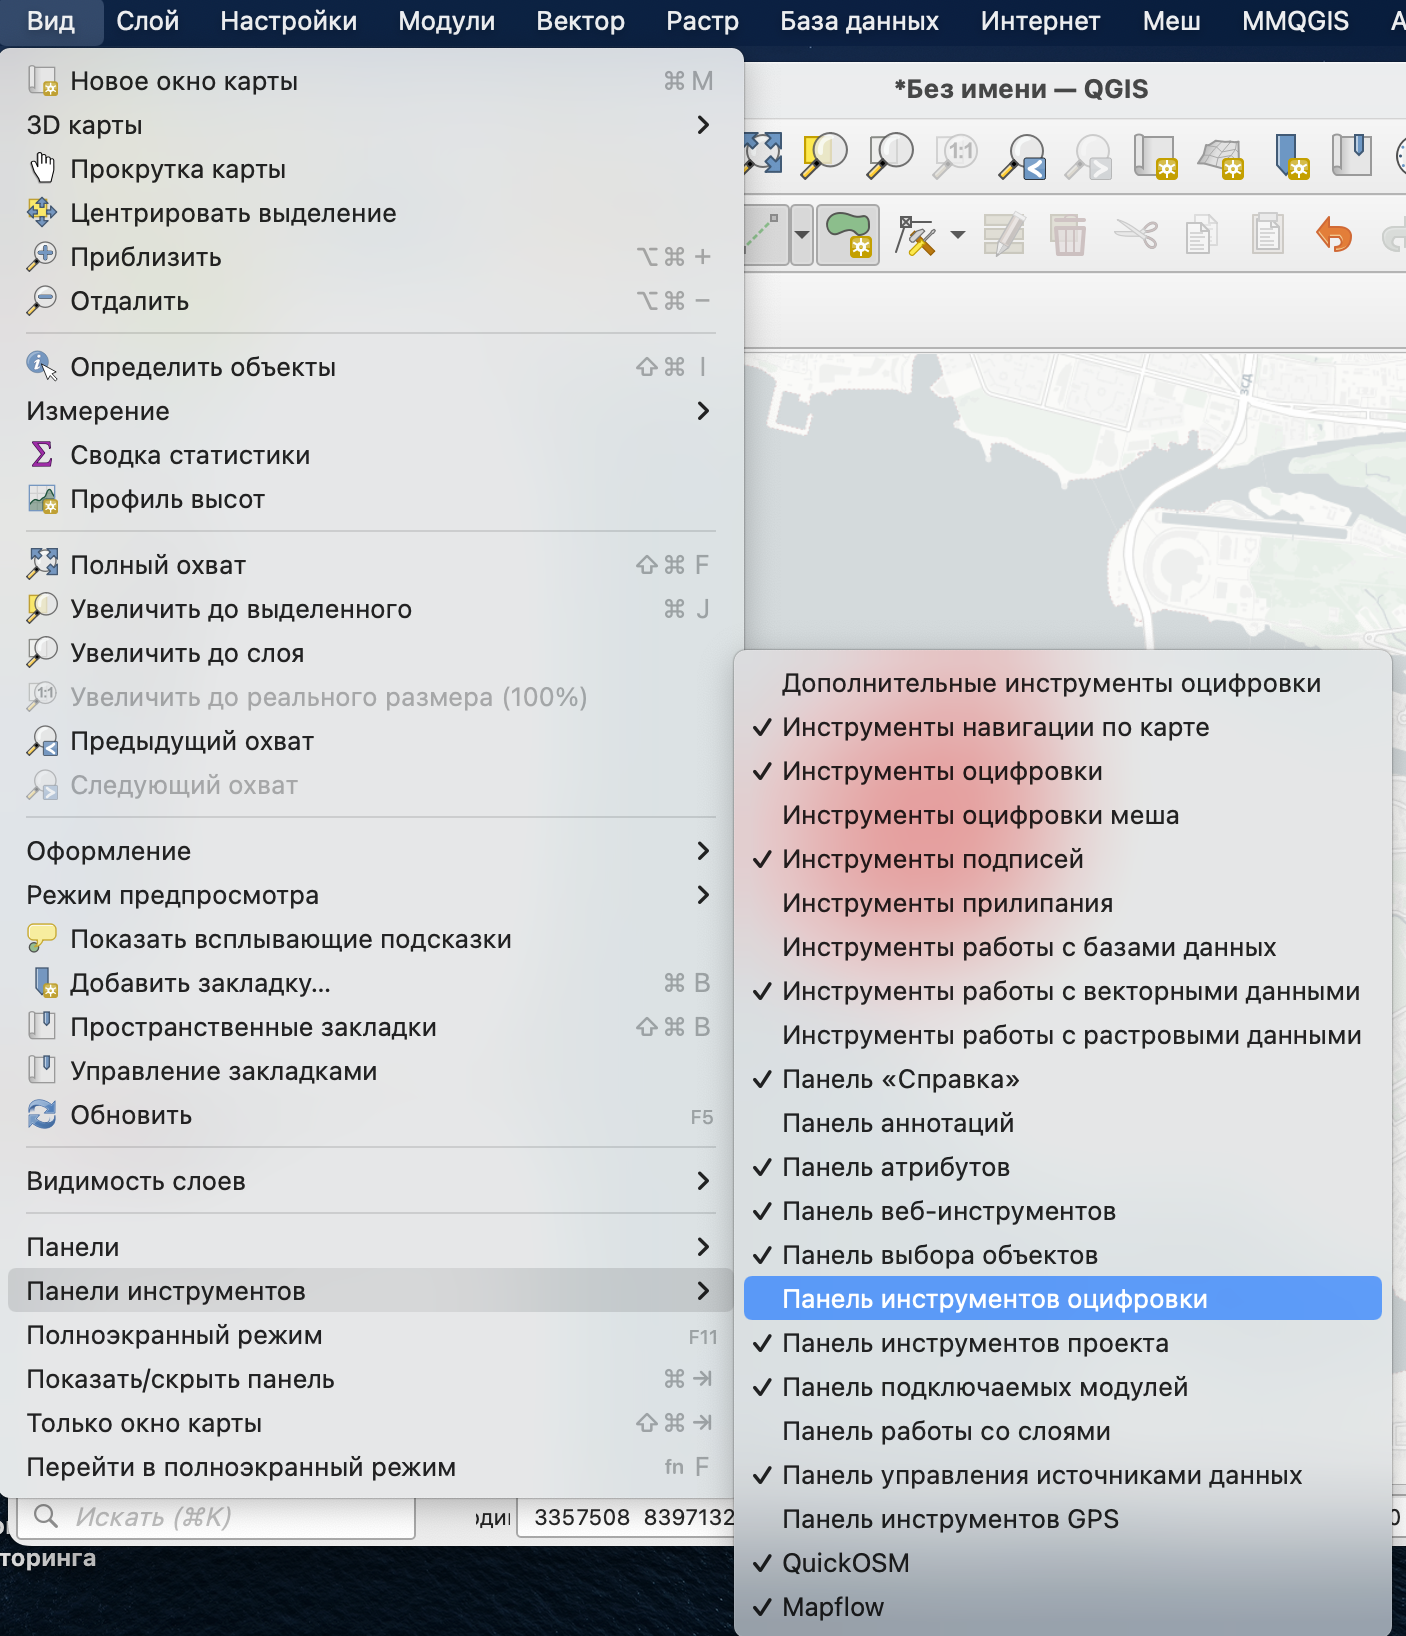 Вид Слой Настройки Модули Вектор Растр База данных Интернет Меш MMQGIS
*Без имени — QGIS
Новое окно карты ⌘ M
3D карты
Прокрутка карты
Центрировать выделение
Приблизить ⌥⌘ +
Отдалить ⌥⌘ −
Определить объекты ⇧⌘ I
Измерение
Сводка статистики
Профиль высот
Полный охват ⇧⌘ F
Увеличить до выделенного ⌘ J
Увеличить до слоя
Увеличить до реального размера (100%)
Предыдущий охват
Следующий охват
Оформление
Режим предпросмотра
Показать всплывающие подсказки
Добавить закладку... ⌘ B
Пространственные закладки ⇧⌘ B
Управление закладками
Обновить F5
Видимость слоев
Панели
Панели инструментов
Полноэкранный режим F11
Показать/скрыть панель ⌘ ⇥
Только окно карты ⇧⌘ ⇥
Перейти в полноэкранный режим fn F
1:1
ЗСД
Дополнительные инструменты оцифровки
✓ Инструменты навигации по карте
✓ Инструменты оцифровки
Инструменты оцифровки меша
✓ Инструменты подписей
Инструменты прилипания
Инструменты работы с базами данных
✓ Инструменты работы с векторными данными
Инструменты работы с растровыми данными
✓ Панель «Справка»
Панель аннотаций
✓ Панель атрибутов
✓ Панель веб-инструментов
✓ Панель выбора объектов
Панель инструментов оцифровки
✓ Панель инструментов проекта
✓ Панель подключаемых модулей
Панель работы со слоями
✓ Панель управления источниками данных
Панель инструментов GPS
✓ QuickOSM
✓ Mapflow
Искать (⌘K)
3357508 8397132
торинга